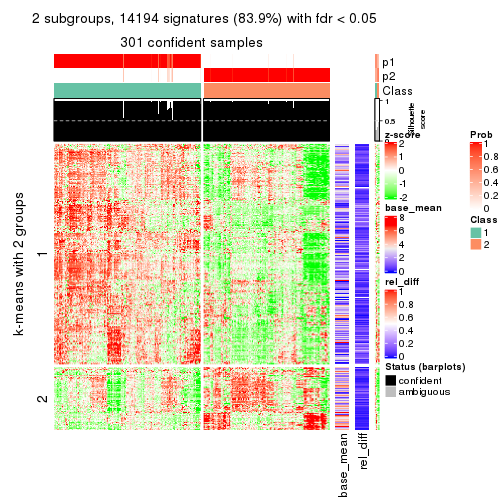 2 subgroups, 14194 signatures (83.9%) with fdr < 0.05
301 confident samples
p1
p2
Class
1
0.5
0
Silhouette
score
k-means with 2 groups
1
2
base_mean
rel_diff
z-score
2
1
0
-1
-2
base_mean
8
6
4
2
0
rel_diff
1
0.8
0.6
0.4
0.2
0
Status (barplots)
confident
ambiguous
Prob
1
0.8
0.6
0.4
0.2
0
Class
1
2